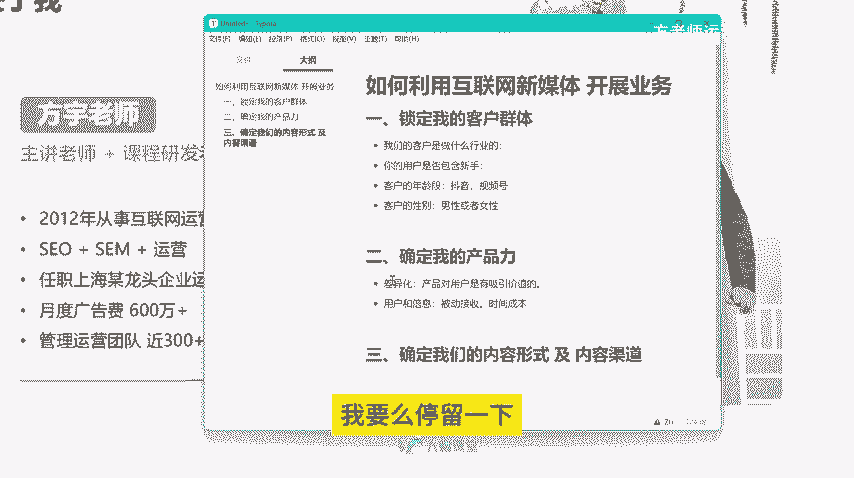 了我
方宇老师
主讲老师 + 课程研发
2012年从事互联网运营
SEO + SEM + 运营
任职上海某龙头企业运
月度广告费 600万+
管理运营团队 近300+
Untitled - Typora
方老师运
文件(F) 编辑(E) 段落(P) 格式(O) 视图(V) 主题(T) 帮助(H)
文件 大纲
如何利用互联网新媒体 开展业务
一、锁定我的客户群体
二、确定我的产品力
三、确定我们的内容形式 及
内容渠道
如何利用互联网新媒体 开展业务
一、锁定我的客户群体
我们的客户是做什么行业的:
你的用户是否包含新手:
客户的年龄段: 抖音, 视频号
客户的性别: 男性或者女性
二、确定我的产品力
差异化: 产品对用户是有吸引价值的。
用户和信息: 被动接收。时间成本
三、确定我们的内容形式 及 内容渠道
我要么停留一下